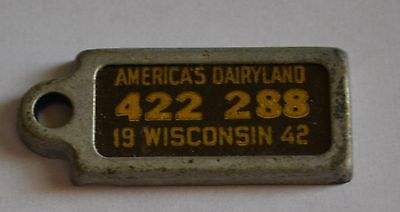 AMERICA'S DAIRYLAND
422 288
19 WISCONSIN 42